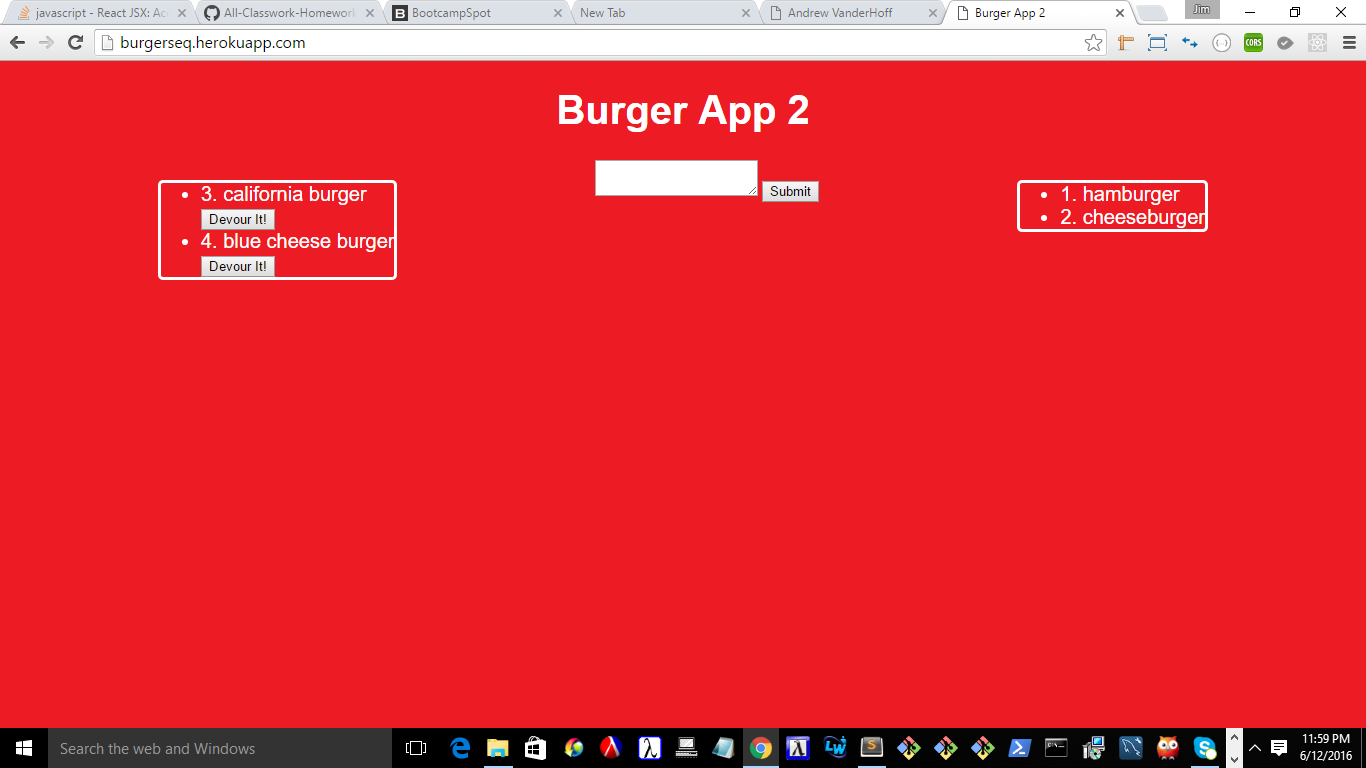 javascript - React JSX: Ac
All-Classwork-Homework
BootcampSpot
New Tab
Andrew VanderHoff
Burger App 2
Jim
burgerseq.herokuapp.com
CORS
Burger App 2
3. california burger
Devour It!
4. blue cheese burger
Devour It!
Submit
1. hamburger
2. cheeseburger
Search the web and Windows
11:59 PM
6/12/2016